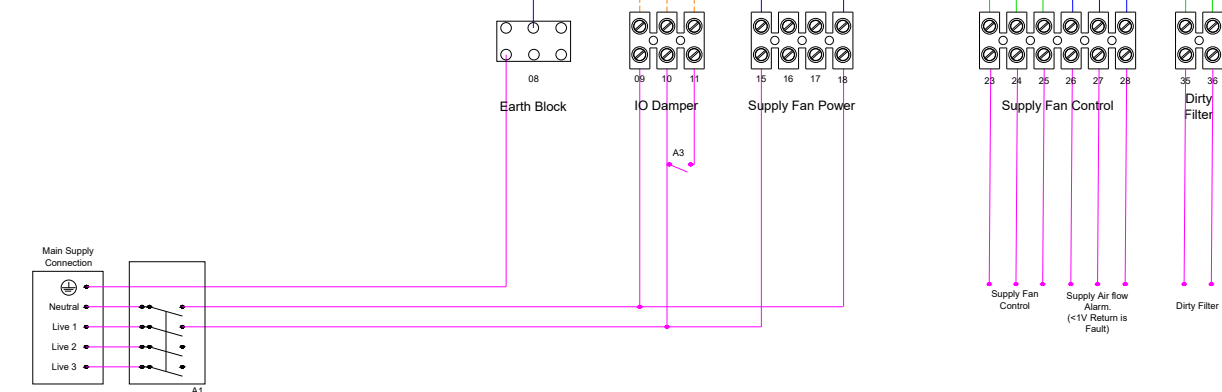 08
09 10 11
15 16 17 18
23 24 25 26 27 28
35 36
Earth Block
IO Damper
Supply Fan Power
Supply Fan Control
Dirty
Filter
A3
Main Supply
Connection
Neutral
Live 1
Live 2
Live 3
A1
Supply Fan
Control
Supply Air flow
Alarm.
(<1V Return is
Fault)
Dirty Filter